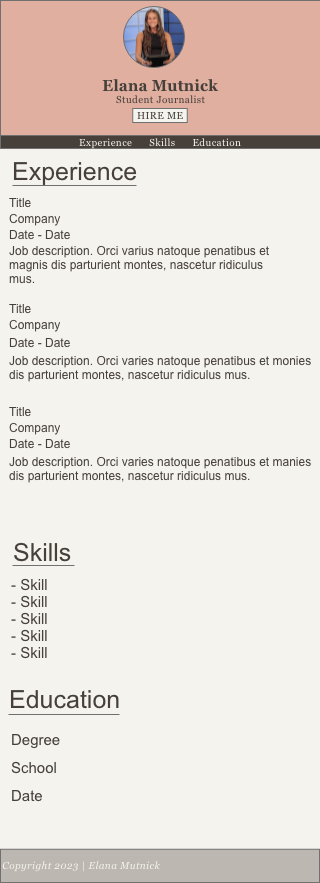 Elana Mutnick
Student Journalist
HIRE ME
Experience Skills Education
Experience
Title
Company
Date - Date
Job description. Orci varius natoque penatibus et
magnis dis parturient montes, nascetur ridiculus
mus.
Title
Company
Date - Date
Job description. Orci varies natoque penatibus et monies
dis parturient montes, nascetur ridiculus mus.
Title
Company
Date - Date
Job description. Orci varies natoque penatibus et manies
dis parturient montes, nascetur ridiculus mus.
Skills
- Skill
- Skill
- Skill
- Skill
- Skill
Education
Degree
School
Date
Copyright 2023 | Elana Mutnick